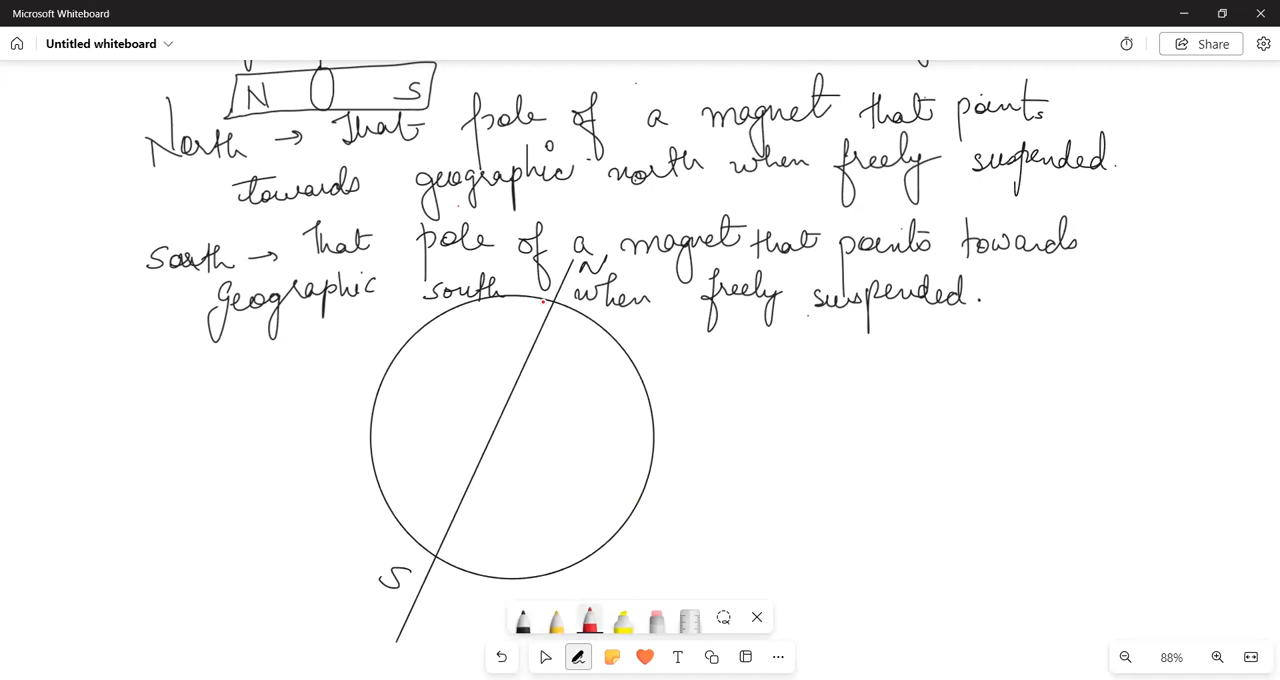 Microsoft Whiteboard
Untitled whiteboard
Share
N S
North → That pole of a magnet that points
towards geographic north when freely suspended.
South → That pole of a magnet that points towards
Geographic south when freely suspended.
N
S
88%